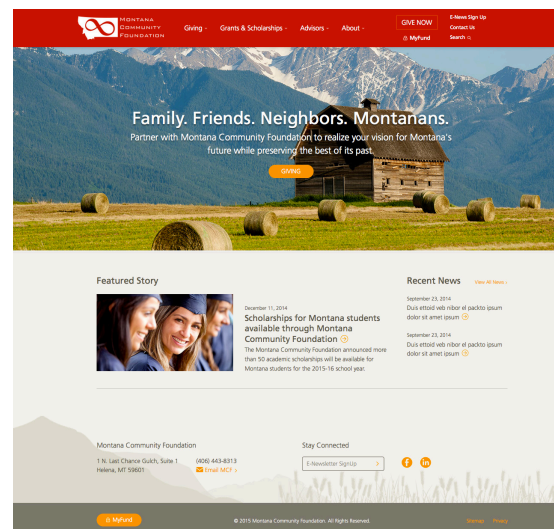 MONTANA
COMMUNITY
FOUNDATION
Giving
Grants & Scholarships
Advisors
About
GIVE NOW
MyFund
E-News Sign Up
Contact Us
Search
Family. Friends. Neighbors. Montanans.
Partner with Montana Community Foundation to realize your vision for Montana's
future while preserving the best of its past.
GIVING
Featured Story
December 11, 2014
Scholarships for Montana students
available through Montana
Community Foundation
The Montana Community Foundation announced more
than 50 academic scholarships will be available for
Montana students for the 2015-16 school year.
Recent News
View All News ›
September 23, 2014
Duis ettoid veb nibor el packto ipsum
dolor sit amet ipsum
September 23, 2014
Duis ettoid veb nibor el packto ipsum
dolor sit amet ipsum
Montana Community Foundation
1 N. Last Chance Gulch, Suite 1
Helena, MT 59601
(406) 443-8313
Email MCF ›
Stay Connected
E-Newsletter SignUp
f
in
MyFund
© 2015 Montana Community Foundation. All Rights Reserved.
Sitemap
Privacy